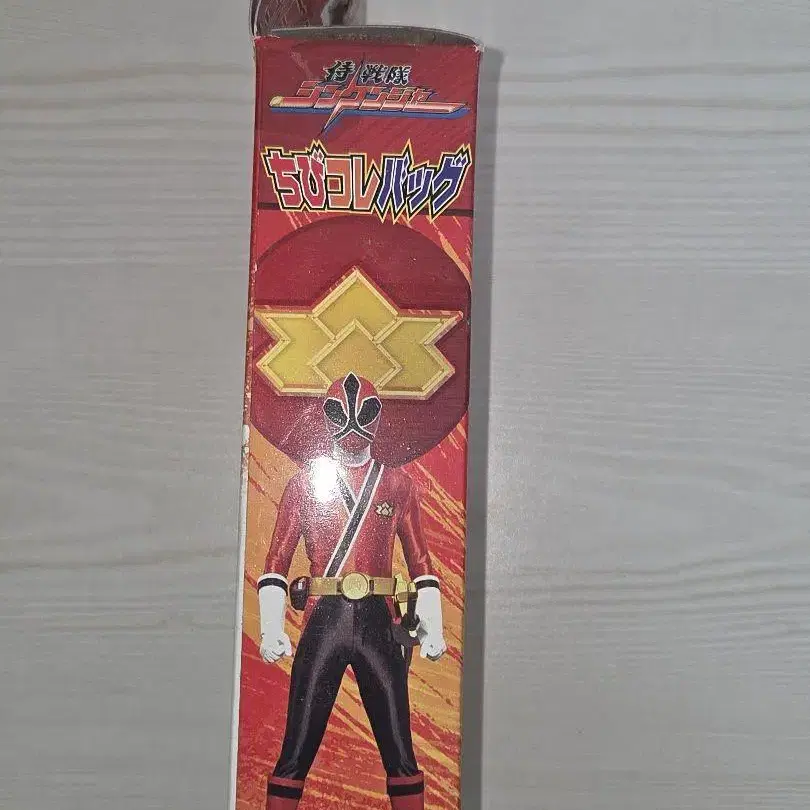 侍戦隊
シンケンジャー
ちびコレバッグ